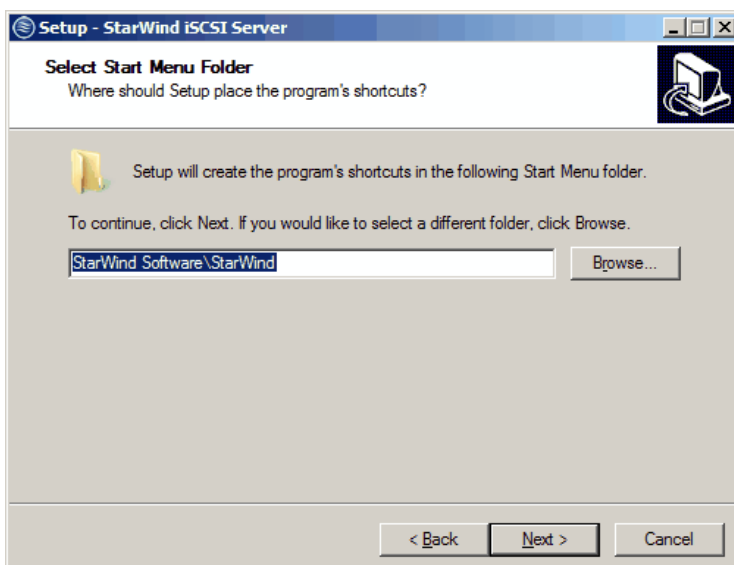 Setup - StarWind iSCSI Server
Select Start Menu Folder
Where should Setup place the program's shortcuts?
Setup will create the program's shortcuts in the following Start Menu folder.
To continue, click Next. If you would like to select a different folder, click Browse.
StarWind Software\StarWind
Browse...
< Back
Next >
Cancel